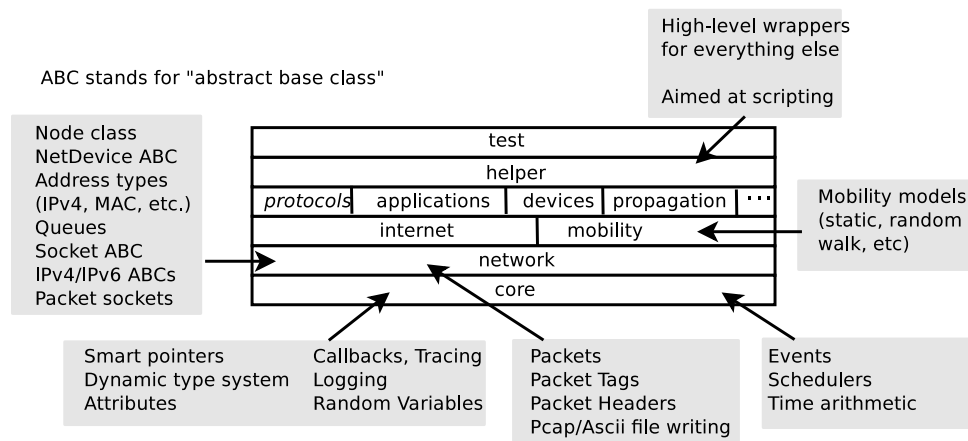 High-level wrappers
for everything else
Aimed at scripting
ABC stands for "abstract base class"
Node class
NetDevice ABC
Address types
(IPv4, MAC, etc.)
Queues
Socket ABC
IPv4/IPv6 ABCs
Packet sockets
test
helper
protocols applications devices propagation ...
internet mobility
network
core
Mobility models
(static, random
walk, etc)
Smart pointers
Dynamic type system
Attributes
Callbacks, Tracing
Logging
Random Variables
Packets
Packet Tags
Packet Headers
Pcap/Ascii file writing
Events
Schedulers
Time arithmetic